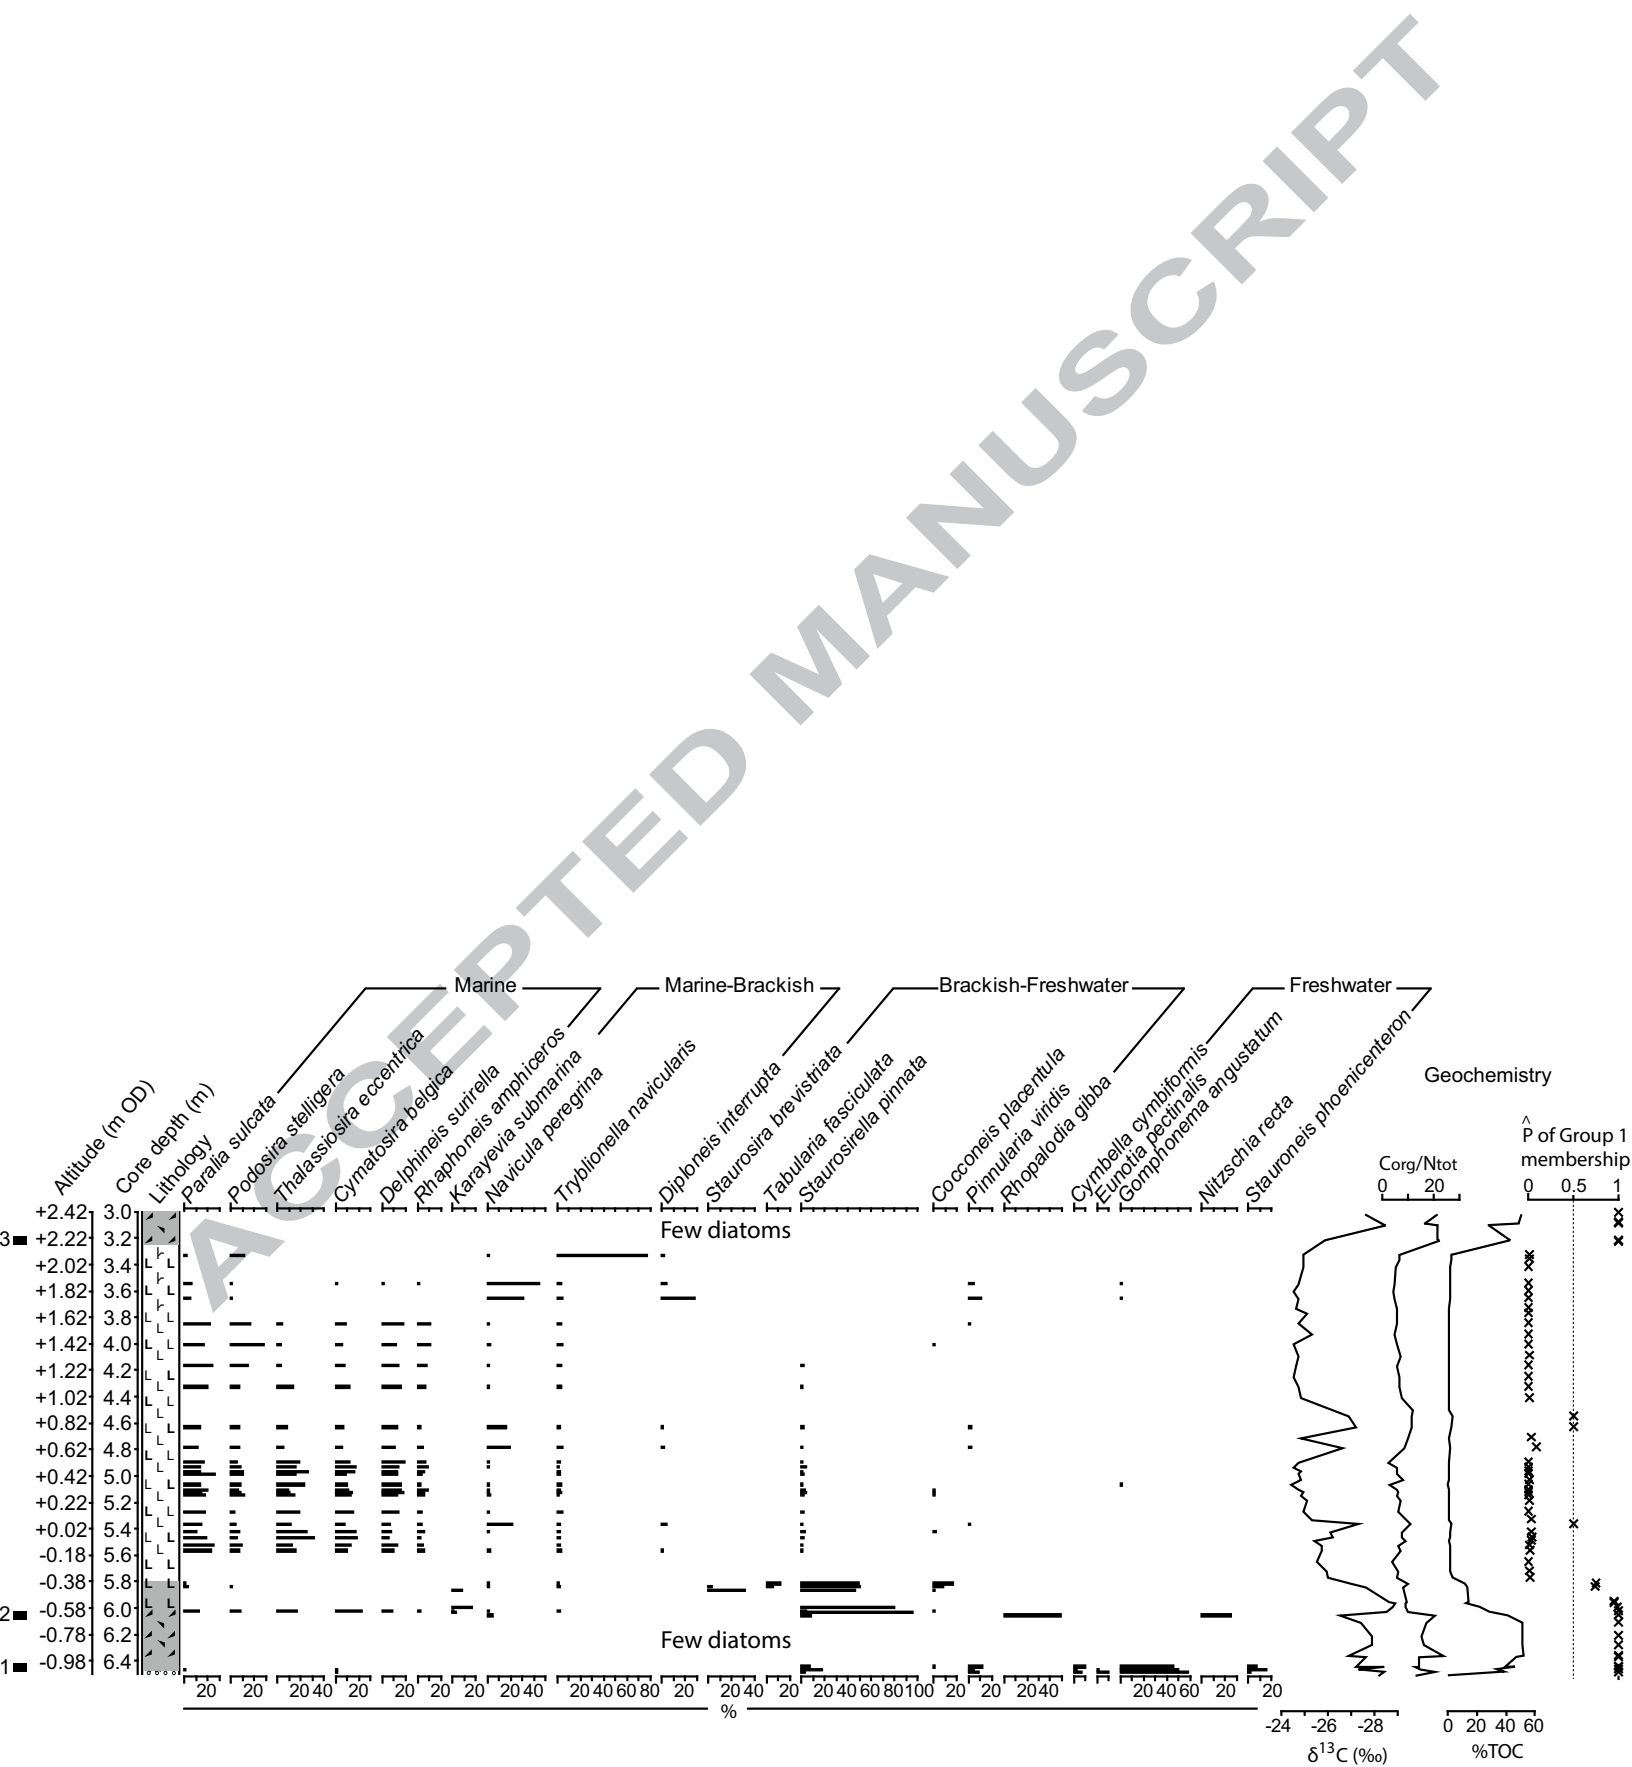 ACCEPTED MANUSCRIPT
Marine
Marine-Brackish
Brackish-Freshwater
Freshwater
Altitude (m OD)
Core depth (m)
Lithology
Paralia sulcata
Podosira stelligera
Thalassiosira eccentrica
Cymatosira belgica
Delphineis surirella
Rhaphoneis amphiceros
Karayevia submarina
Navicula peregrina
Tryblionella navicularis
Diploneis interrupta
Staurosira brevistriata
Tabularia fasciculata
Staurosirella pinnata
Cocconeis placentula
Pinnularia viridis
Rhopalodia gibba
Cymbella cymbiformis
Eunotia pectinalis
Gomphonema angustatum
Nitzschia recta
Stauroneis phoenicenteron
Geochemistry
^
P of Group 1
membership
Corg/Ntot
0 20
0 0.5 1
+2.42 3.0
3 +2.22 3.2
+2.02 3.4
+1.82 3.6
+1.62 3.8
+1.42 4.0
+1.22 4.2
+1.02 4.4
+0.82 4.6
+0.62 4.8
+0.42 5.0
+0.22 5.2
+0.02 5.4
-0.18 5.6
-0.38 5.8
2 -0.58 6.0
-0.78 6.2
1 -0.98 6.4
Few diatoms
Few diatoms
20 20 20 40 20 20 20 20 20 40 20 40 60 80 20 20 40 20 20 40 60 80 100 20 20 20 40 20 40 60 20 20
%
-24 -26 -28
δ13C (‰)
0 20 40 60
%TOC